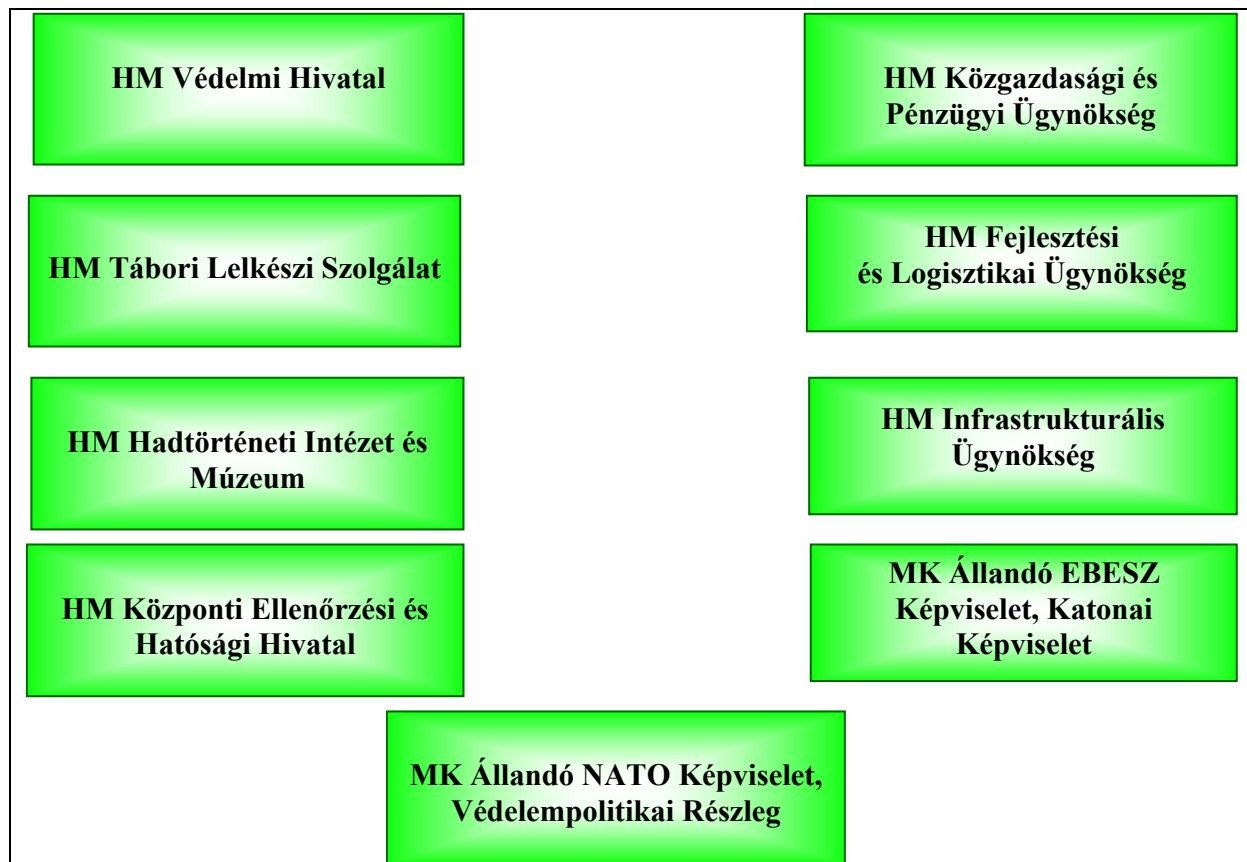 HM Védelmi Hivatal
HM Közgazdasági és
Pénzügyi Ügynökség
HM Tábori Lelkészi Szolgálat
HM Fejlesztési
és Logisztikai Ügynökség
HM Hadtörténeti Intézet és
Múzeum
HM Infrastrukturális
Ügynökség
HM Központi Ellenőrzési és
Hatósági Hivatal
MK Állandó EBESZ
Képviselet, Katonai
Képviselet
MK Állandó NATO Képviselet,
Védelempolitikai Részleg